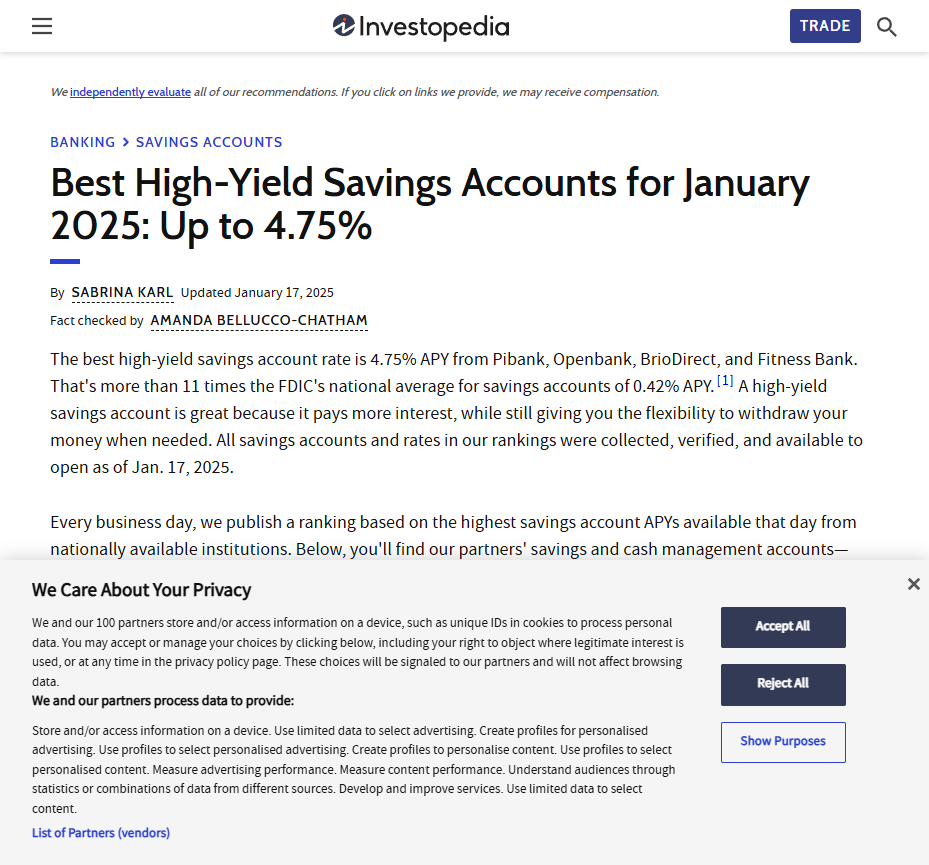 Investopedia
TRADE
We independently evaluate all of our recommendations. If you click on links we provide, we may receive compensation.
BANKING > SAVINGS ACCOUNTS
Best High-Yield Savings Accounts for January
2025: Up to 4.75%
By SABRINA KARL Updated January 17, 2025
Fact checked by AMANDA BELLUCCO-CHATHAM
The best high-yield savings account rate is 4.75% APY from Pibank, Openbank, BrioDirect, and Fitness Bank.
That's more than 11 times the FDIC's national average for savings accounts of 0.42% APY. [1] A high-yield
savings account is great because it pays more interest, while still giving you the flexibility to withdraw your
money when needed. All savings accounts and rates in our rankings were collected, verified, and available to
open as of Jan. 17, 2025.
Every business day, we publish a ranking based on the highest savings account APYs available that day from
nationally available institutions. Below, you'll find our partners' savings and cash management accounts—
We Care About Your Privacy
We and our 100 partners store and/or access information on a device, such as unique IDs in cookies to process personal
data. You may accept or manage your choices by clicking below, including your right to object where legitimate interest is
used, or at any time in the privacy policy page. These choices will be signaled to our partners and will not affect browsing
data.
We and our partners process data to provide:
Store and/or access information on a device. Use limited data to select advertising. Create profiles for personalised
advertising. Use profiles to select personalised advertising. Create profiles to personalise content. Use profiles to select
personalised content. Measure advertising performance. Measure content performance. Understand audiences through
statistics or combinations of data from different sources. Develop and improve services. Use limited data to select
content.
List of Partners (vendors)
Accept All
Reject All
Show Purposes